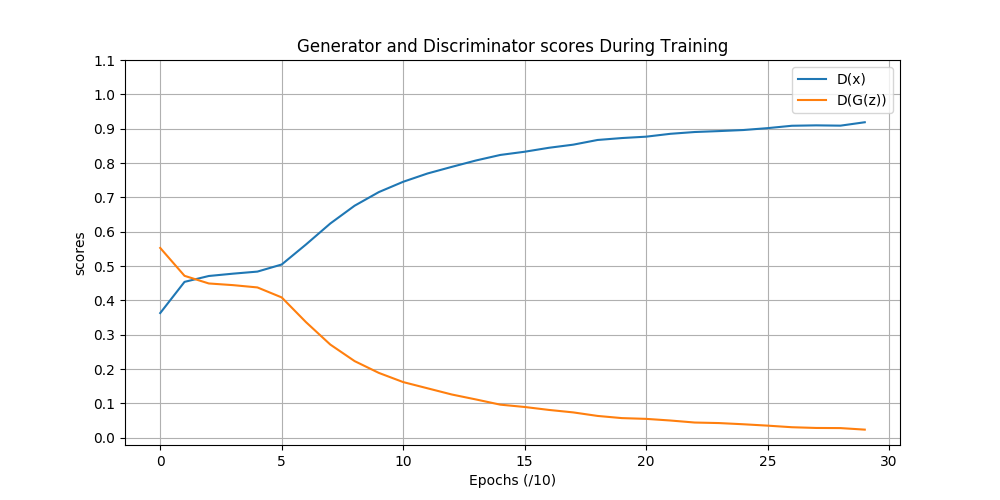 Generator and Discriminator scores During Training
D(x)
D(G(z))
scores
1.1
1.0
0.9
0.8
0.7
0.6
0.5
0.4
0.3
0.2
0.1
0.0
0 5 10 15 20 25 30
Epochs (/10)